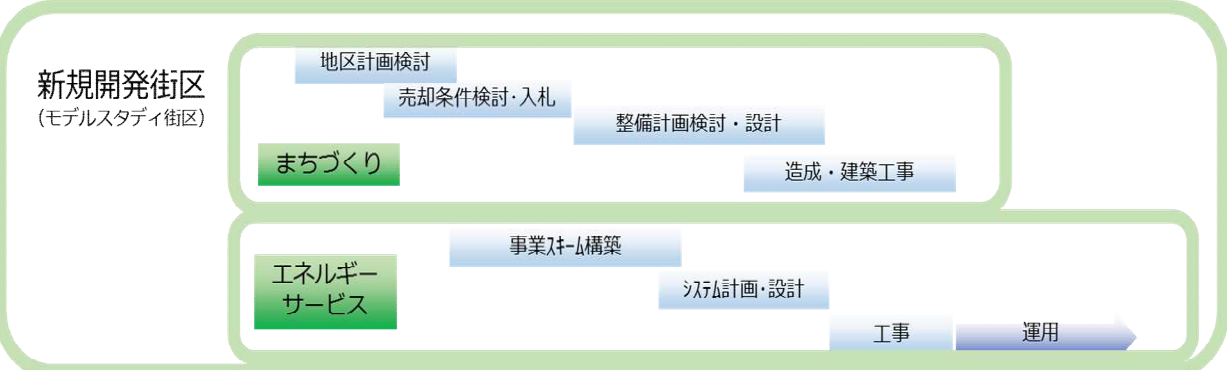 新規開発街区
(モデルスタディ街区)
地区計画検討
売却条件検討・入札
整備計画検討・設計
まちづくり
造成・建築工事
事業ｽｷｰﾑ構築
エネルギー
サービス
ｼｽﾃﾑ計画・設計
工事
運用